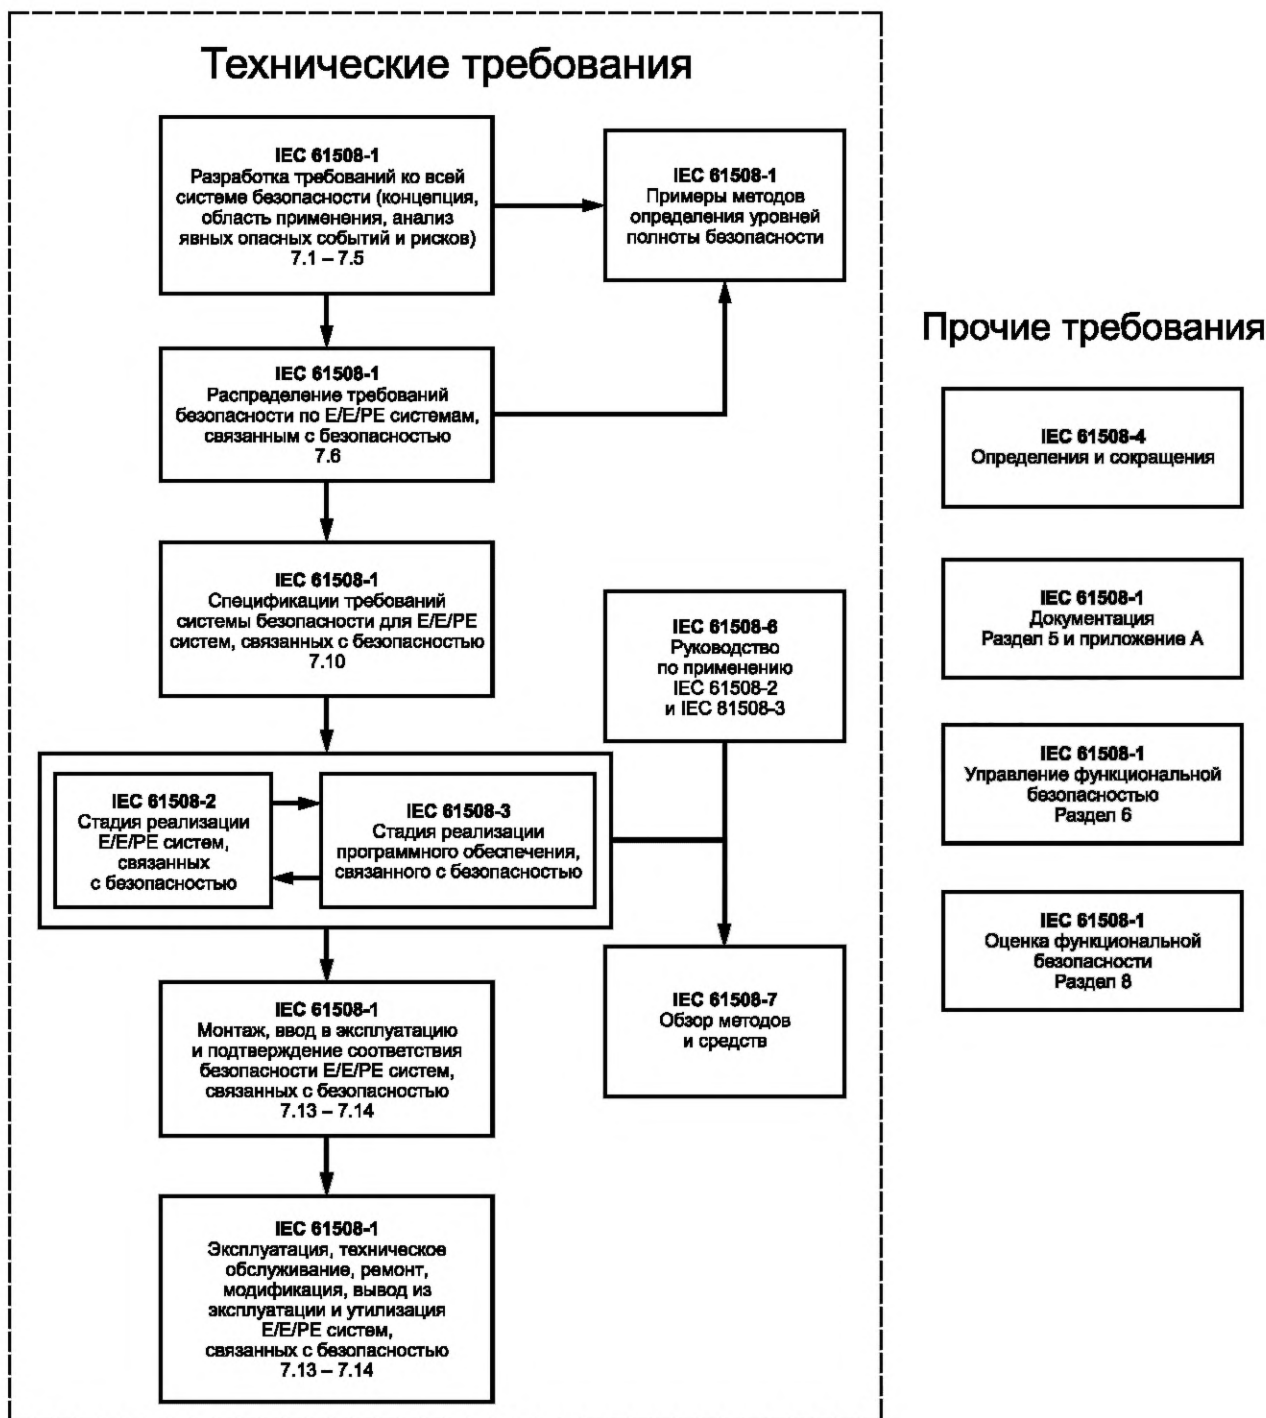 Технические требования
IEC 61508-1
Разработка требований ко всей
системе безопасности (концепция,
область применения, анализ
явных опасных событий и рисков)
7.1 – 7.5
IEC 61508-1
Примеры методов
определения уровней
полноты безопасности
IEC 61508-1
Распределение требований
безопасности по E/E/PE системам,
связанным с безопасностью
7.6
IEC 61508-1
Спецификации требований
системы безопасности для E/E/PE
систем, связанных с безопасностью
7.10
IEC 61508-6
Руководство
по применению
IEC 61508-2
и IEC 81508-3
IEC 61508-2
Стадия реализации
E/E/PE систем,
связанных
с безопасностью
IEC 61508-3
Стадия реализации
программного обеспечения,
связанного с безопасностью
IEC 61508-7
Обзор методов
и средств
IEC 61508-1
Монтаж, ввод в эксплуатацию
и подтверждение соответствия
безопасности E/E/PE систем,
связанных с безопасностью
7.13 – 7.14
IEC 61508-1
Эксплуатация, техническое
обслуживание, ремонт,
модификация, вывод из
эксплуатации и утилизация
E/E/PE систем,
связанных с безопасностью
7.13 – 7.14
Прочие требования
IEC 61508-4
Определения и сокращения
IEC 61508-1
Документация
Раздел 5 и приложение А
IEC 61508-1
Управление функциональной
безопасностью
Раздел 6
IEC 61508-1
Оценка функциональной
безопасности
Раздел 8